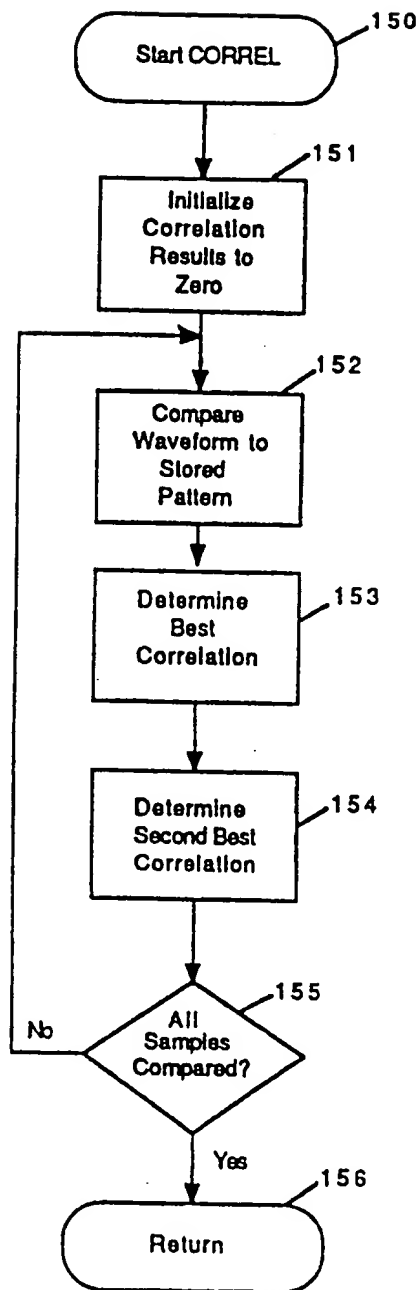 150
Start CORREL
151
Initialize
Correlation
Results to
Zero
152
Compare
Waveform to
Stored
Pattern
153
Determine
Best
Correlation
154
Determine
Second Best
Correlation
155
All
Samples
Compared?
No
Yes
156
Return